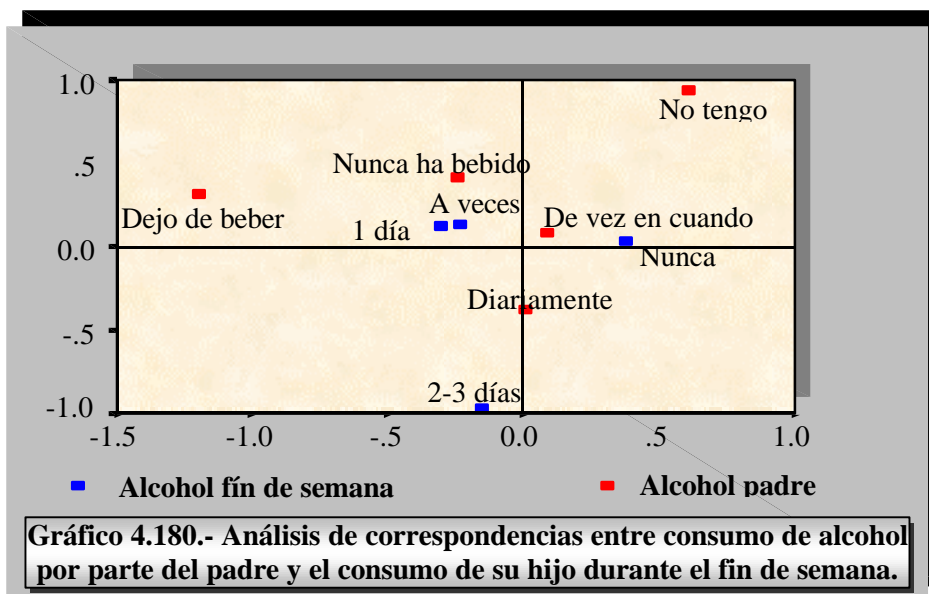 1.0
No tengo
.5
Nunca ha bebido
Dejo de beber
A veces
1 día
De vez en cuando
0.0
Nunca
Diariamente
-.5
2-3 días
-1.0
-1.5 -1.0 -.5 0.0 .5 1.0
Alcohol fín de semana Alcohol padre
Gráfico 4.180.- Análisis de correspondencias entre consumo de alcohol
por parte del padre y el consumo de su hijo durante el fin de semana.